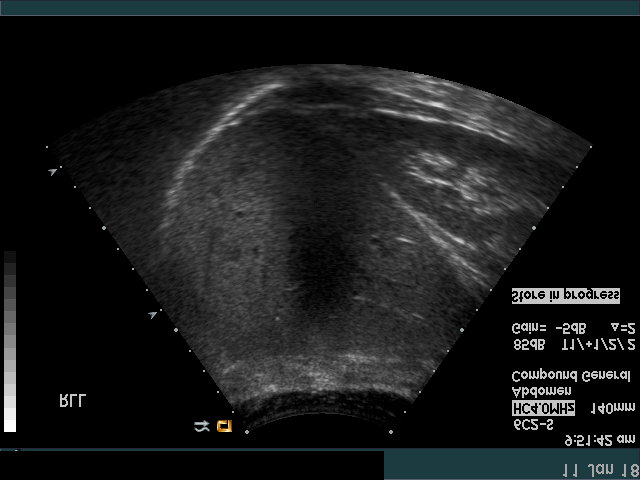 11 Jan 18
9:51:42 am
6C2-S
HC4.0MHz 140mm
Abdomen
Compound General
85dB T1/+1/2/2
Gain= -5dB Δ=2
Store in progress
RLL